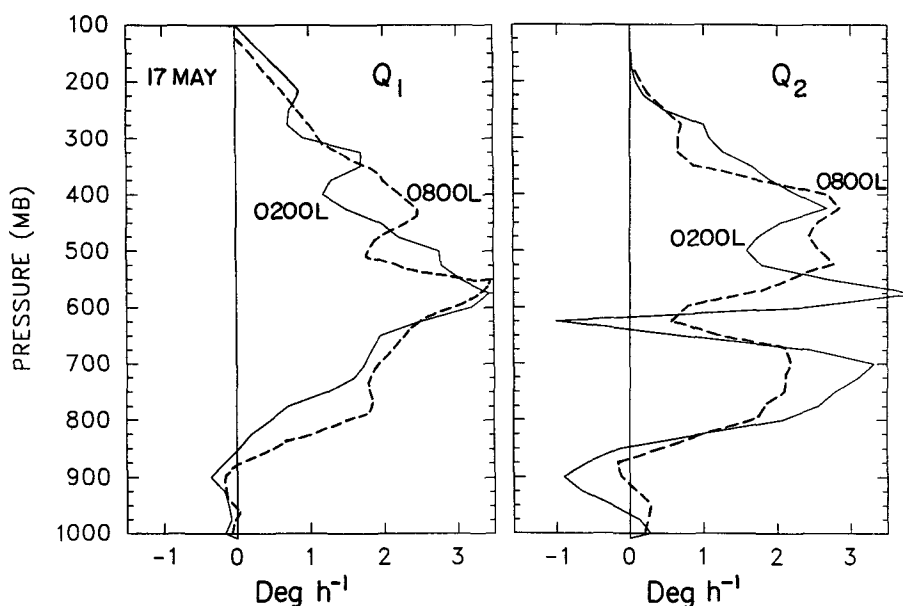 17 MAY
Q1
Q2
0200L
0800L
0200L
0800L
PRESSURE (MB)
100
200
300
400
500
600
700
800
900
1000
-1 0 1 2 3
-1 0 1 2 3
Deg h⁻¹
Deg h⁻¹